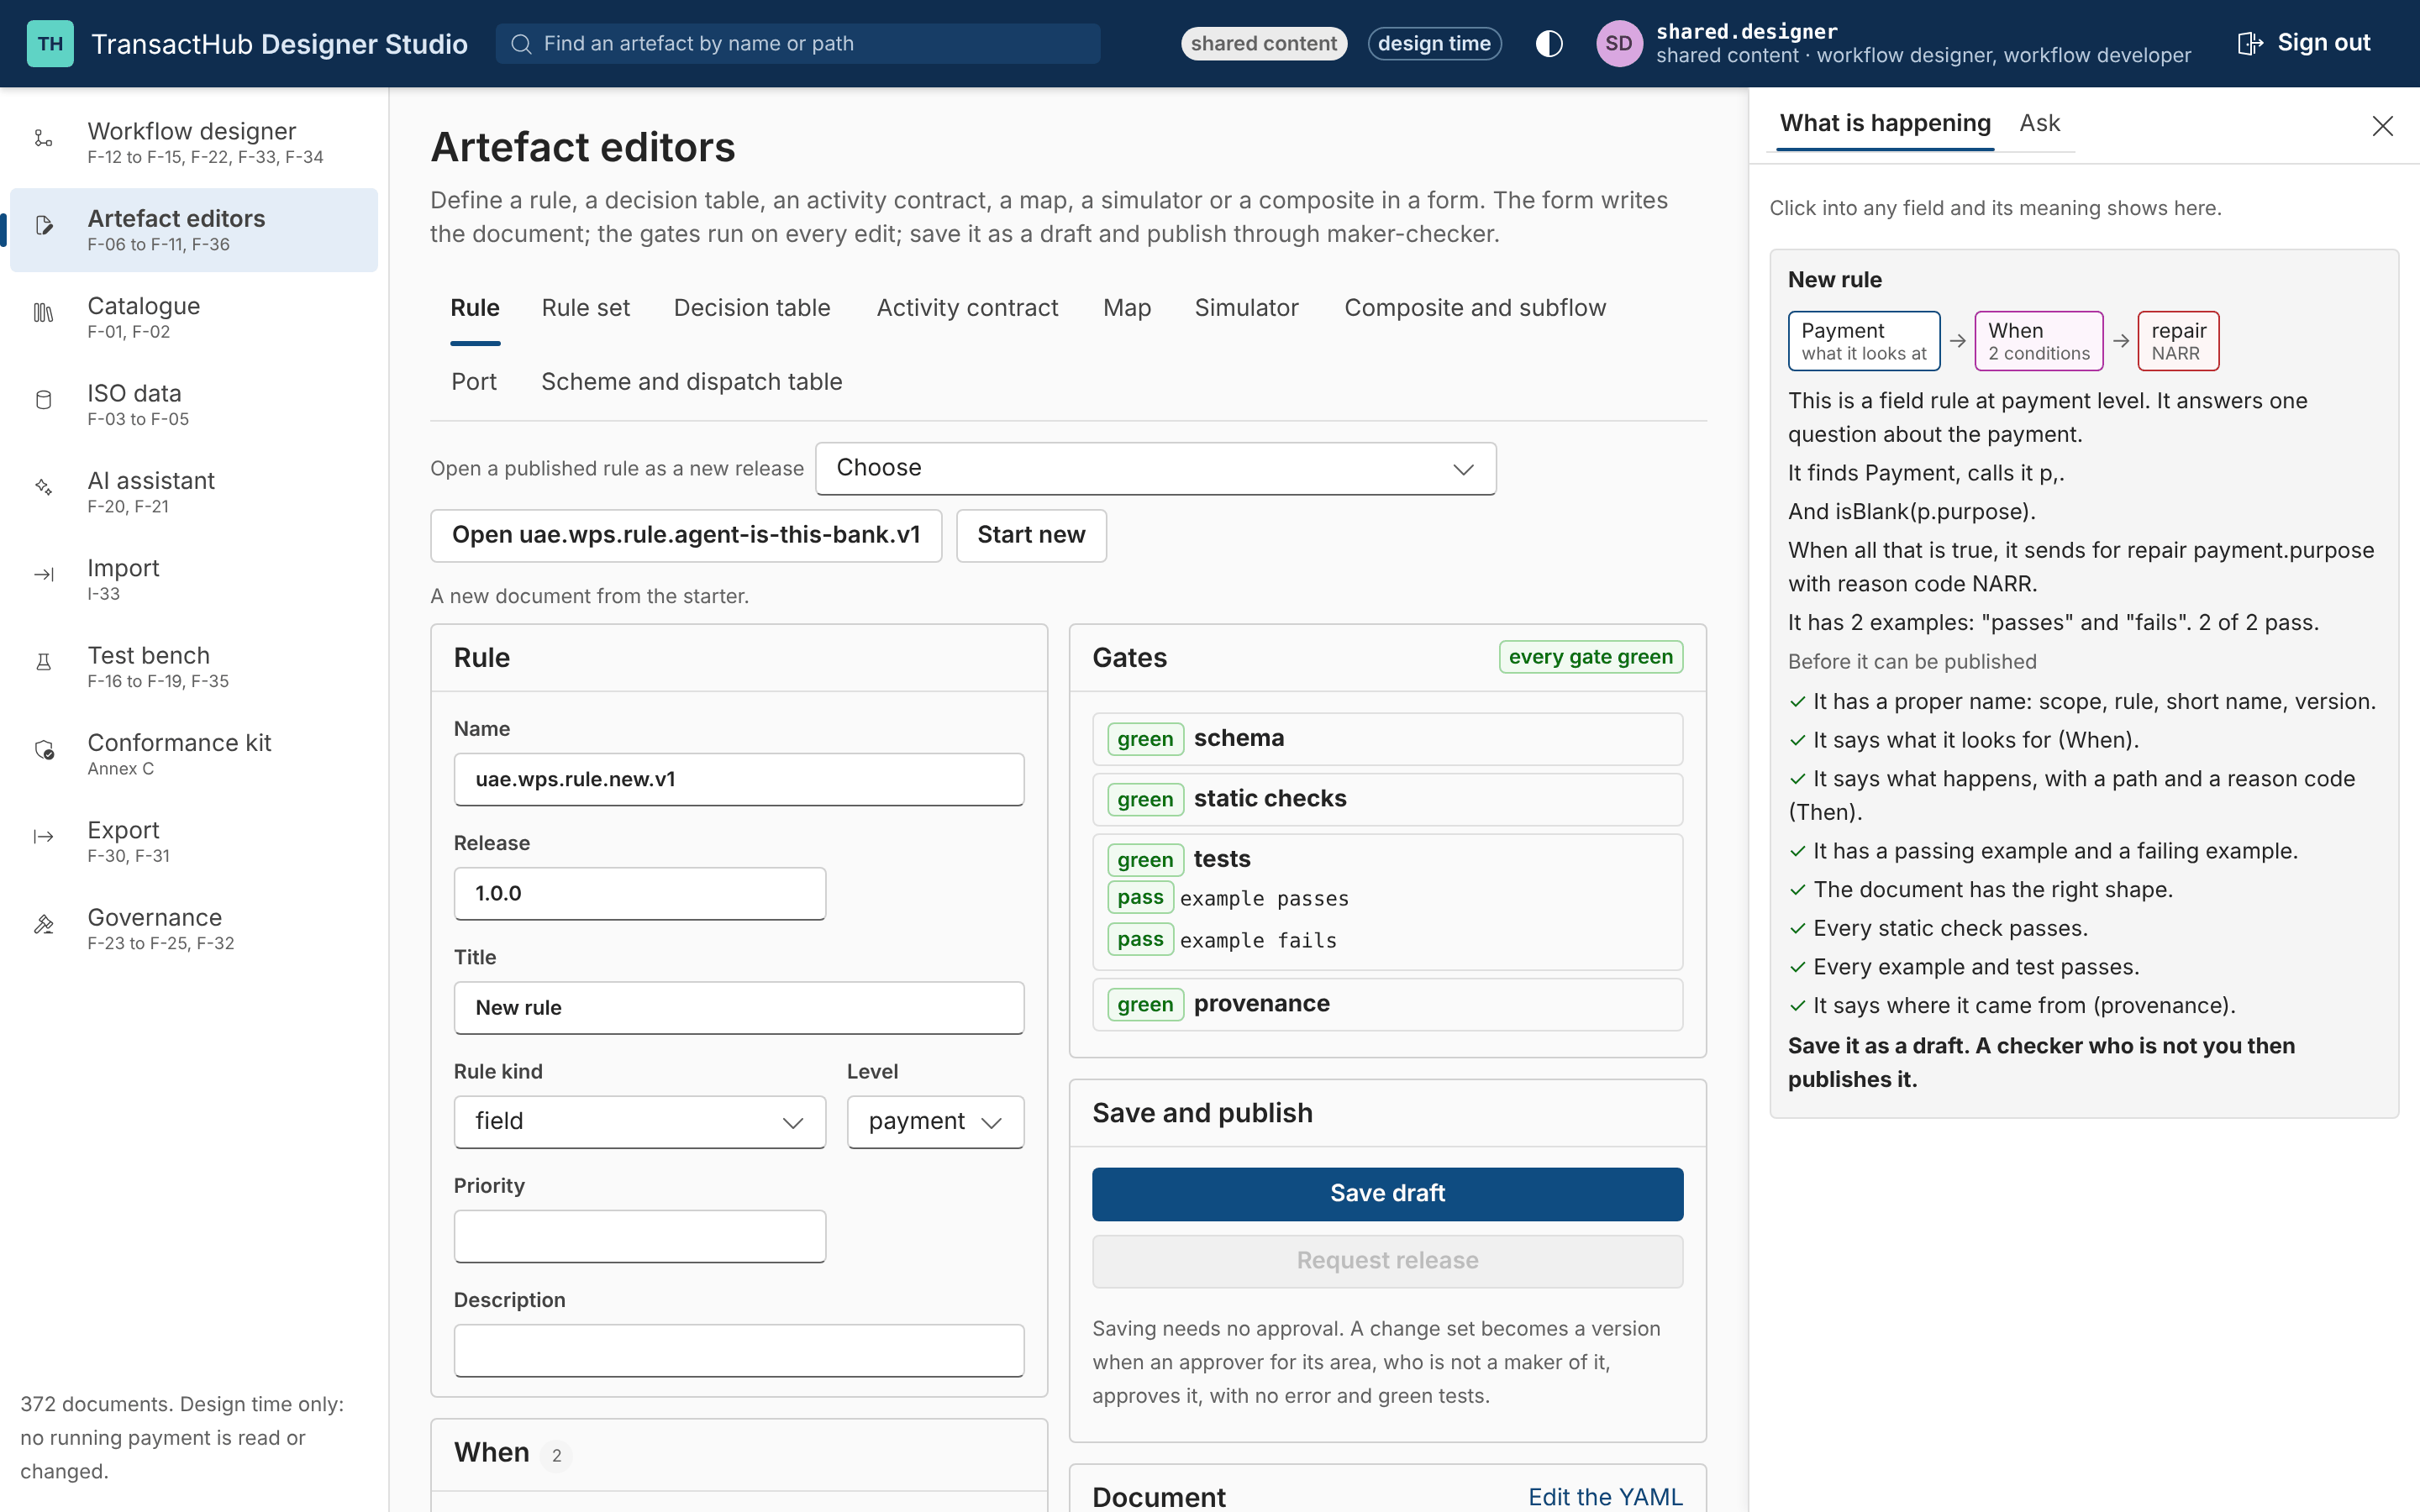 TH TransactHub Designer Studio
Find an artefact by name or path
shared content
design time
SD
shared.designer
shared content · workflow designer, workflow developer
Sign out
Workflow designer
F-12 to F-15, F-22, F-33, F-34
Artefact editors
F-06 to F-11, F-36
Catalogue
F-01, F-02
ISO data
F-03 to F-05
AI assistant
F-20, F-21
Import
I-33
Test bench
F-16 to F-19, F-35
Conformance kit
Annex C
Export
F-30, F-31
Governance
F-23 to F-25, F-32
372 documents. Design time only:
no running payment is read or
changed.
Artefact editors
Define a rule, a decision table, an activity contract, a map, a simulator or a composite in a form. The form writes
the document; the gates run on every edit; save it as a draft and publish through maker-checker.
Rule
Rule set
Decision table
Activity contract
Map
Simulator
Composite and subflow
Port
Scheme and dispatch table
Open a published rule as a new release
Choose
Open uae.wps.rule.agent-is-this-bank.v1
Start new
A new document from the starter.
Rule
Name
uae.wps.rule.new.v1
Release
1.0.0
Title
New rule
Rule kind
Level
field
payment
Priority
Description
When 2
Gates
every gate green
green schema
green static checks
green tests
pass example passes
pass example fails
green provenance
Save and publish
Save draft
Request release
Saving needs no approval. A change set becomes a version
when an approver for its area, who is not a maker of it,
approves it, with no error and green tests.
Document
Edit the YAML
What is happening
Ask
Click into any field and its meaning shows here.
New rule
Payment
what it looks at
When
2 conditions
repair
NARR
This is a field rule at payment level. It answers one
question about the payment.
It finds Payment, calls it p,.
And isBlank(p.purpose).
When all that is true, it sends for repair payment.purpose
with reason code NARR.
It has 2 examples: "passes" and "fails". 2 of 2 pass.
Before it can be published
✓ It has a proper name: scope, rule, short name, version.
✓ It says what it looks for (When).
✓ It says what happens, with a path and a reason code
(Then).
✓ It has a passing example and a failing example.
✓ The document has the right shape.
✓ Every static check passes.
✓ Every example and test passes.
✓ It says where it came from (provenance).
Save it as a draft. A checker who is not you then
publishes it.